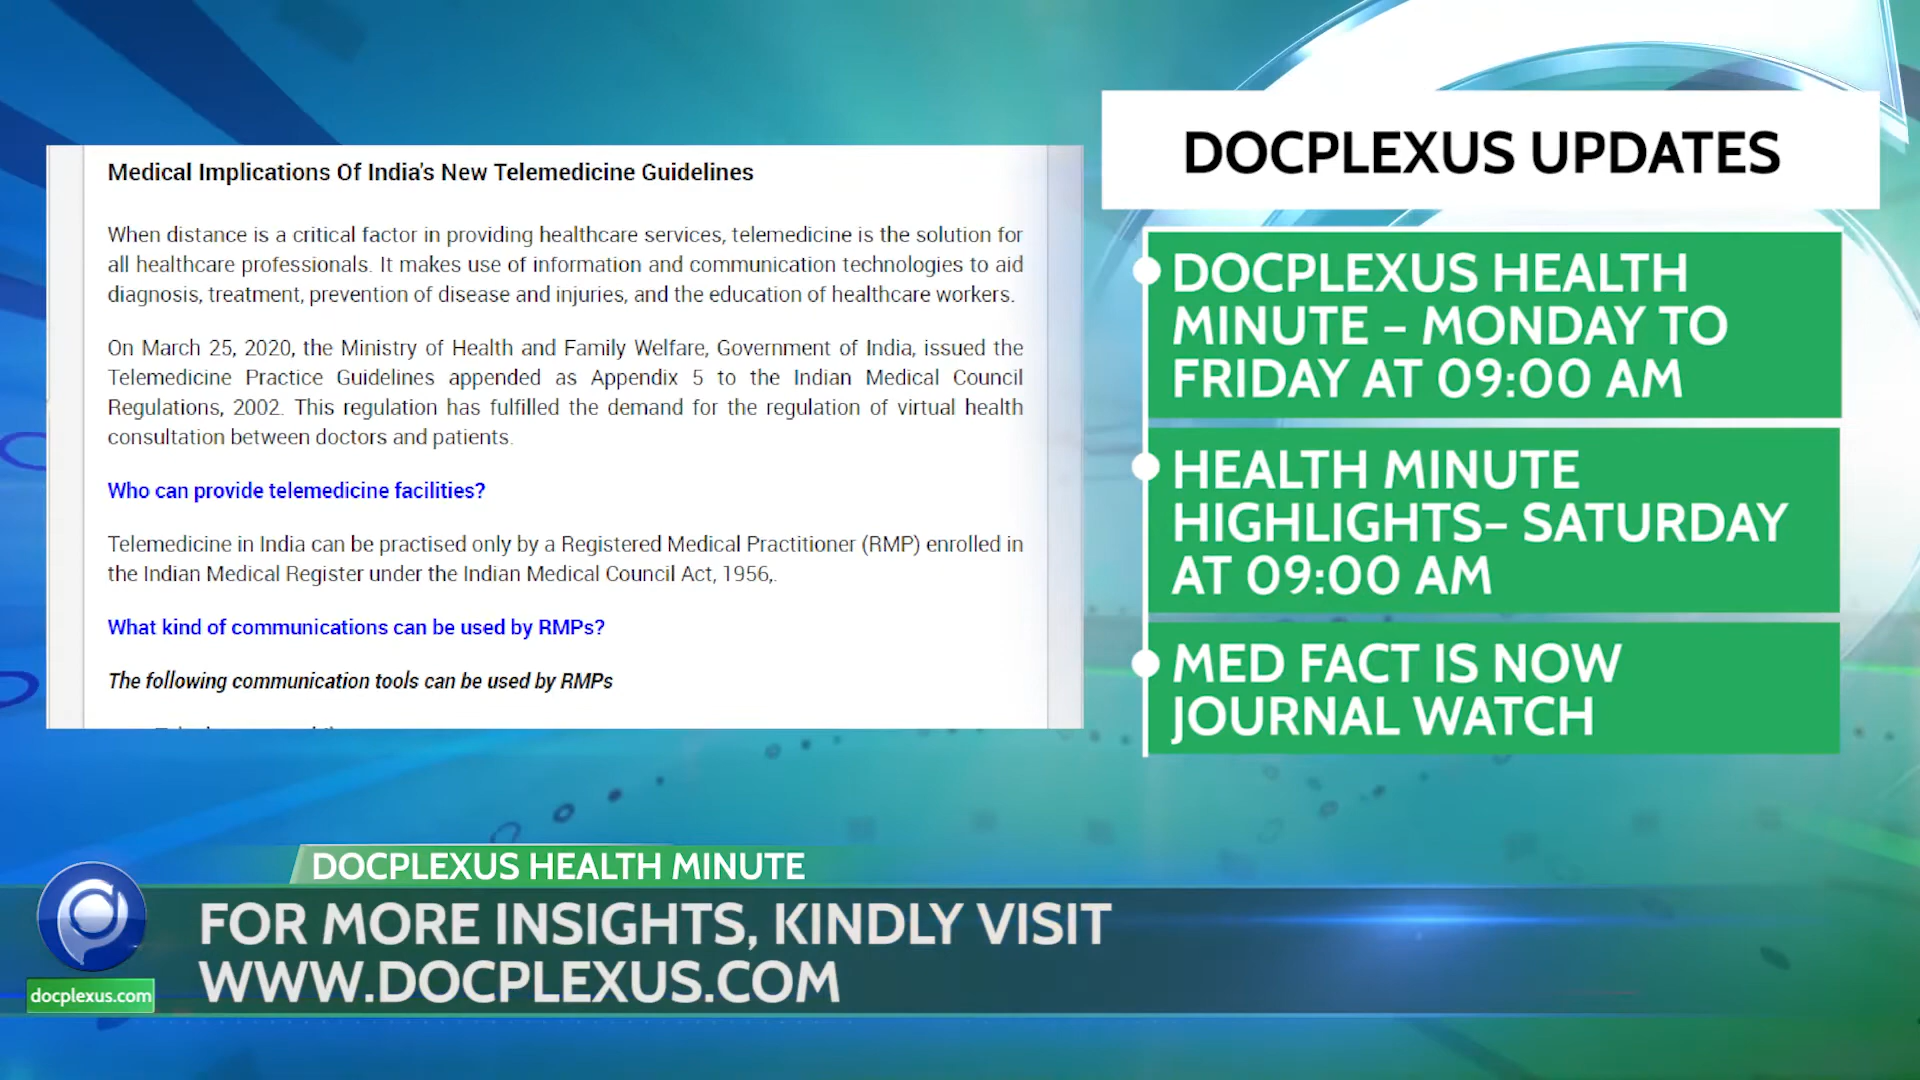 Medical Implications Of India's New Telemedicine Guidelines
When distance is a critical factor in providing healthcare services, telemedicine is the solution for
all healthcare professionals. It makes use of information and communication technologies to aid
diagnosis, treatment, prevention of disease and injuries, and the education of healthcare workers.
On March 25, 2020, the Ministry of Health and Family Welfare, Government of India, issued the
Telemedicine Practice Guidelines appended as Appendix 5 to the Indian Medical Council
Regulations, 2002. This regulation has fulfilled the demand for the regulation of virtual health
consultation between doctors and patients.
Who can provide telemedicine facilities?
Telemedicine in India can be practised only by a Registered Medical Practitioner (RMP) enrolled in
the Indian Medical Register under the Indian Medical Council Act, 1956,.
What kind of communications can be used by RMPs?
The following communication tools can be used by RMPs
DOCPLEXUS UPDATES
DOCPLEXUS HEALTH
MINUTE – MONDAY TO
FRIDAY AT 09:00 AM
HEALTH MINUTE
HIGHLIGHTS– SATURDAY
AT 09:00 AM
MED FACT IS NOW
JOURNAL WATCH
DOCPLEXUS HEALTH MINUTE
FOR MORE INSIGHTS, KINDLY VISIT
WWW.DOCPLEXUS.COM
docplexus.com